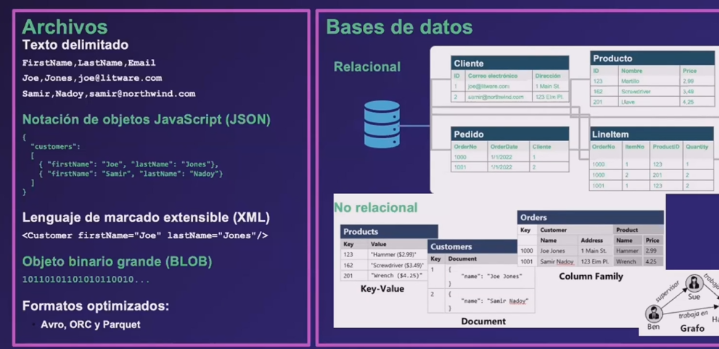 Archivos
Texto delimitado
FirstName,LastName,Email
Joe,Jones,joe@litware.com
Samir,Nadoy,samir@northwind.com
Notación de objetos JavaScript (JSON)
{
"customers":
[
{ "firstName": "Joe", "lastName": "Jones"},
{ "firstName": "Samir", "lastName": "Nadoy"}
]
}
Lenguaje de marcado extensible (XML)
<Customer firstName="Joe" lastName="Jones"/>
Objeto binario grande (BLOB)
10110101101010110010...
Formatos optimizados:
Avro, ORC y Parquet
Bases de datos
Relacional
Cliente
ID Correo electrónico Dirección
1 joe@litware.com 1 Main St.
2 samir@northwind.com 123 Elm Pl.
Producto
ID Nombre Price
123 Martillo 2.99
162 Screwdriver 3.49
201 Llave 4.25
Pedido
OrderNo OrderDate Cliente
1000 1/1/2022 1
1001 1/1/2022 2
LineItem
OrderNo ItemNo ProductID Quantity
1000 1 123 1
1000 2 201 2
1001 1 123 2
No relacional
Products
Key Value
123 "Hammer ($2.99)"
162 "Screwdriver ($3.49)"
201 "Wrench ($4.25)"
Key-Value
Customers
Key Document
1 {
"name": "Joe Jones"
}
2 {
"name": "Samir Nadoy"
}
Document
Orders
Key Customer Product
Name Address Name Price
1000 Joe Jones 1 Main St. Hammer 2.99
1001 Samir Nadoy 123 Elm Pl. Wrench 4.25
Column Family
supervisor
Sue
trabaja en
Ben
Grafo